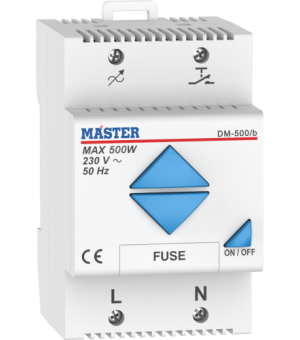 MASTER
DM-500/b
MAX 500W
230 V ~
50 Hz
CE
FUSE
ON / OFF
L
N